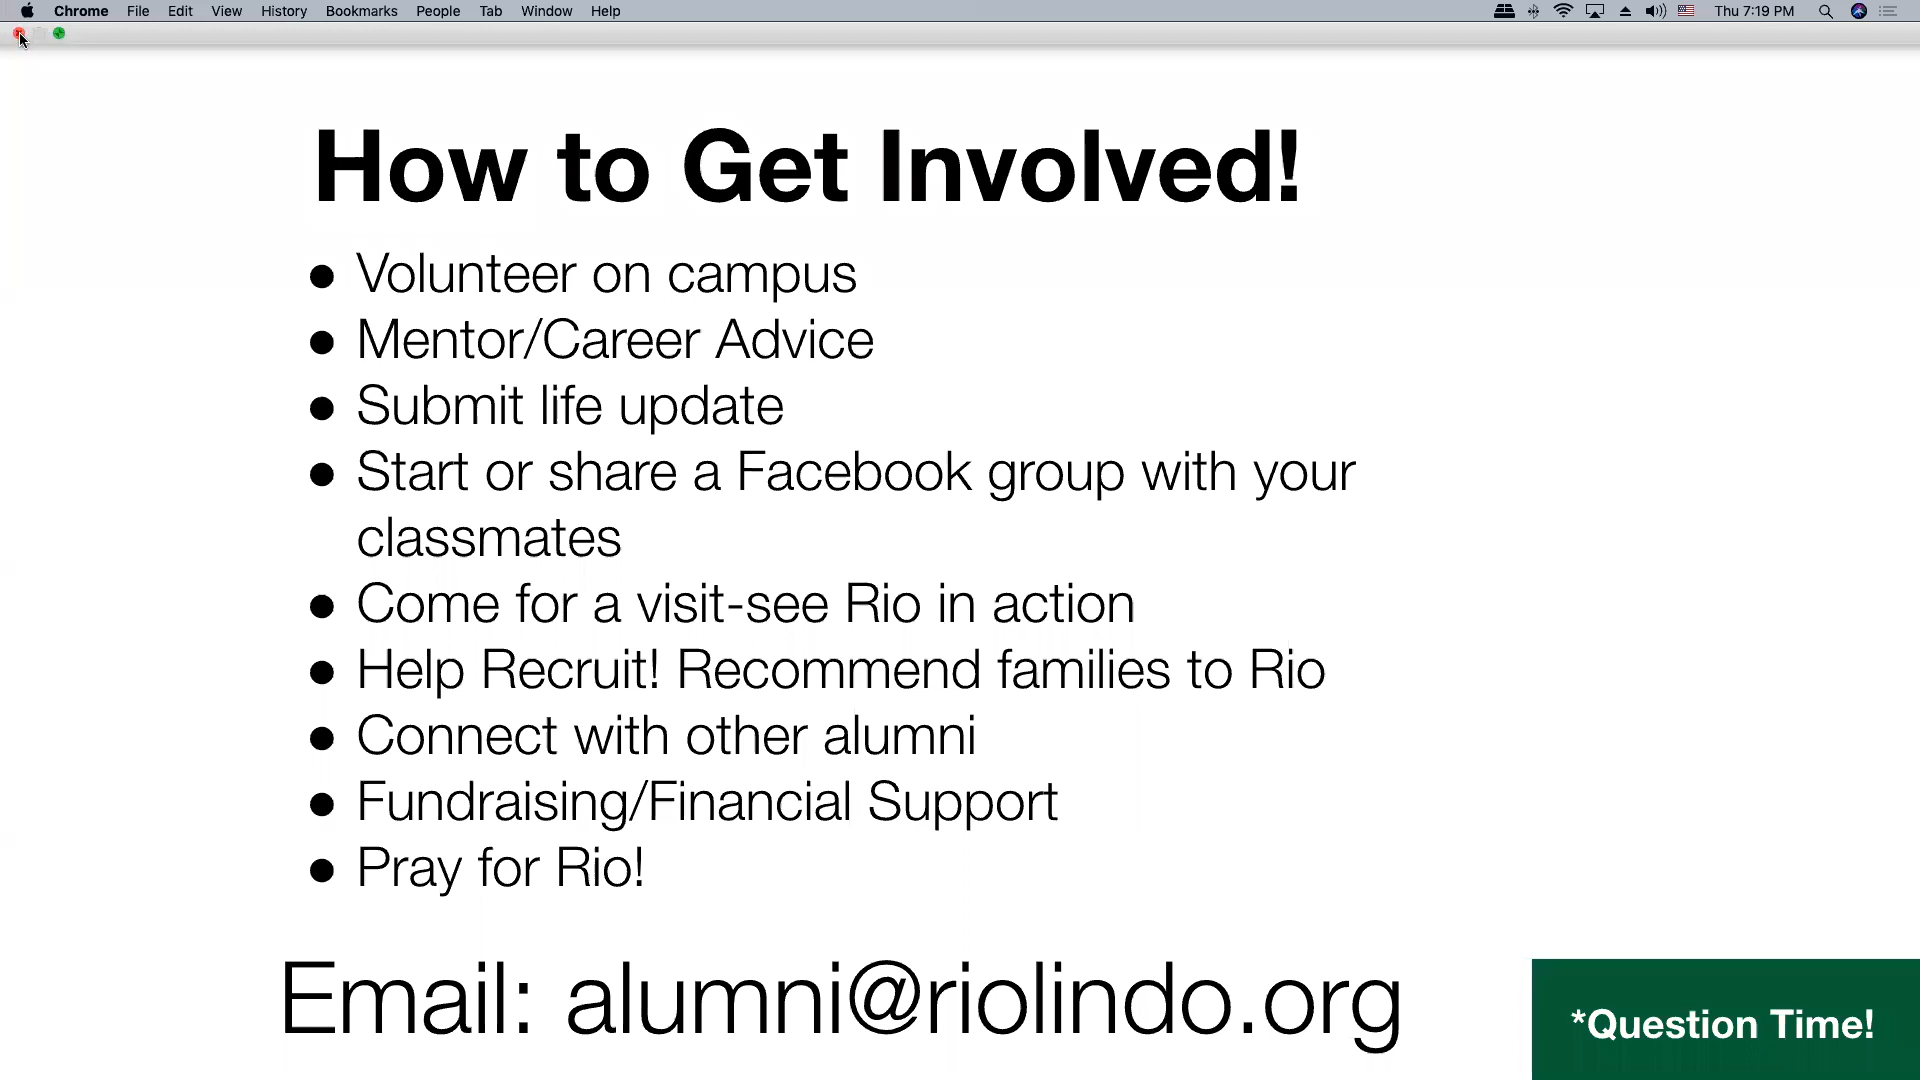 Chrome File Edit View History Bookmarks People Tab Window Help Thu 7:19 PM
How to Get Involved!
● Volunteer on campus
● Mentor/Career Advice
● Submit life update
● Start or share a Facebook group with your
classmates
● Come for a visit-see Rio in action
● Help Recruit! Recommend families to Rio
● Connect with other alumni
● Fundraising/Financial Support
● Pray for Rio!
Email: alumni@riolindo.org
*Question Time!